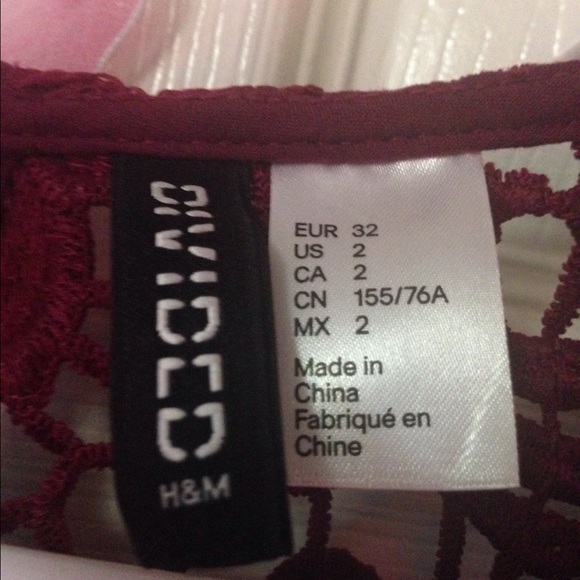 DIVIDED
H&M
EUR 32
US 2
CA 2
CN 155/76A
MX 2
Made in
China
Fabriqué en
Chine